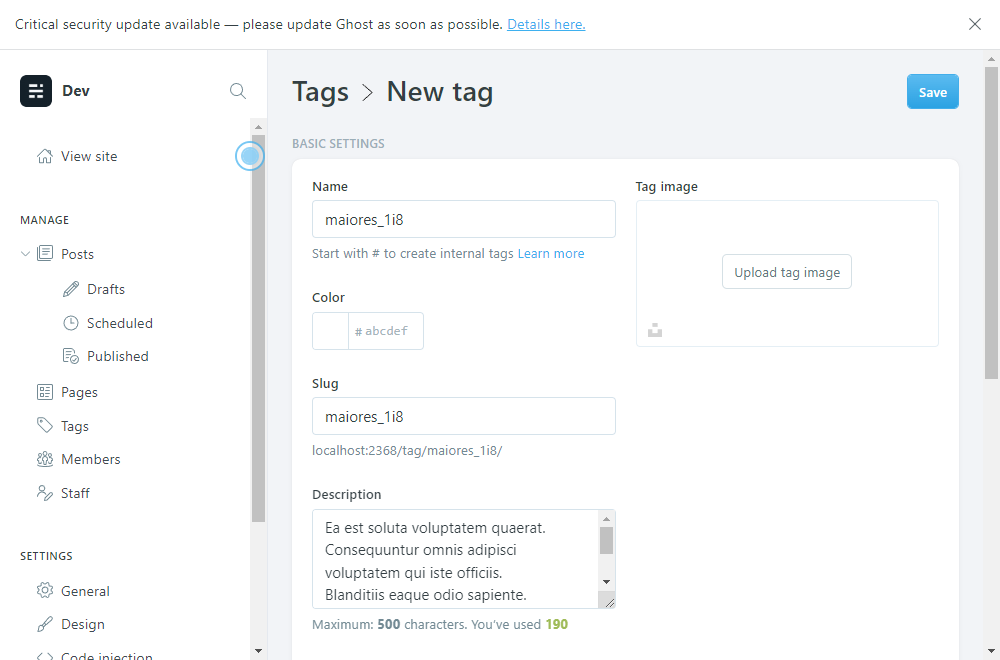 Critical security update available — please update Ghost as soon as possible. Details here.
Dev
View site
MANAGE
Posts
Drafts
Scheduled
Published
Pages
Tags
Members
Staff
SETTINGS
General
Design
Code injection
Tags > New tag
Save
BASIC SETTINGS
Name
maiores_1i8
Start with # to create internal tags Learn more
Color
# abcdef
Slug
maiores_1i8
localhost:2368/tag/maiores_1i8/
Description
Ea est soluta voluptatem quaerat.
Consequuntur omnis adipisci
voluptatem qui iste officiis.
Blanditiis eaque odio sapiente.
Maximum: 500 characters. You've used 190
Tag image
Upload tag image